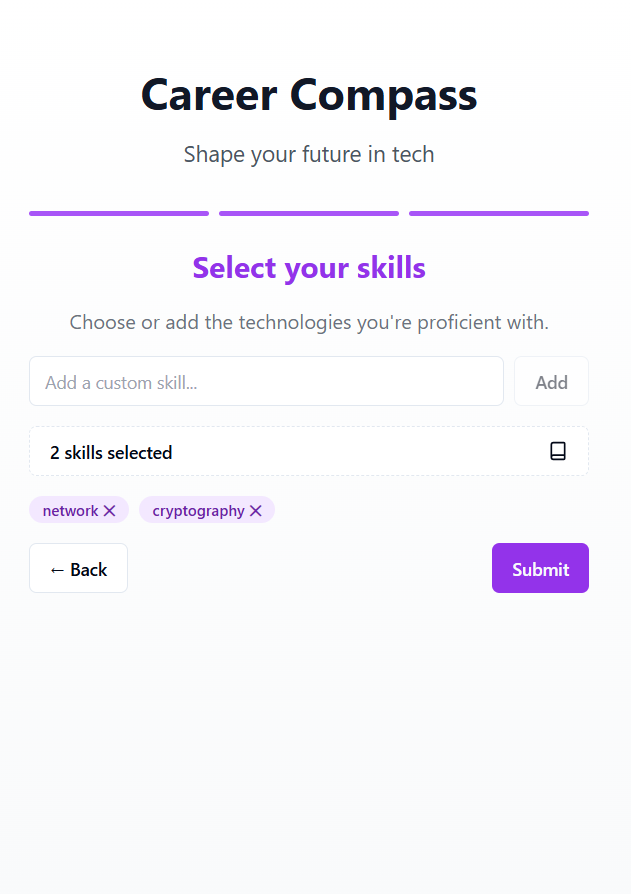 Career Compass
Shape your future in tech
Select your skills
Choose or add the technologies you're proficient with.
Add a custom skill...
Add
2 skills selected
network
cryptography
← Back
Submit